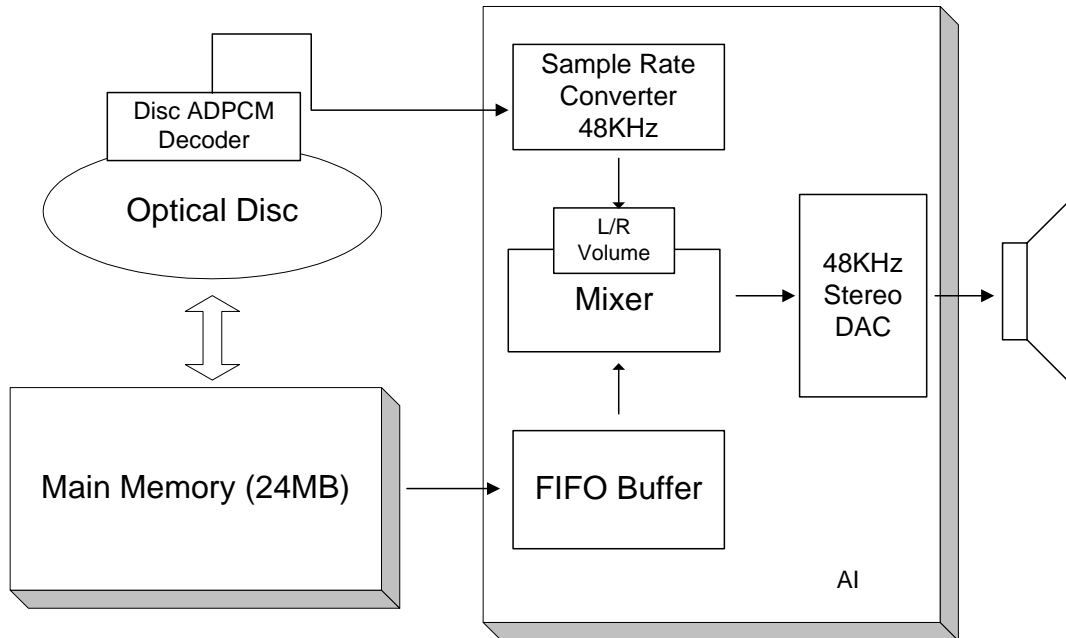 Disc ADPCM
Decoder
Optical Disc
Main Memory (24MB)
Sample Rate
Converter
48KHz
L/R
Volume
Mixer
FIFO Buffer
48KHz
Stereo
DAC
AI